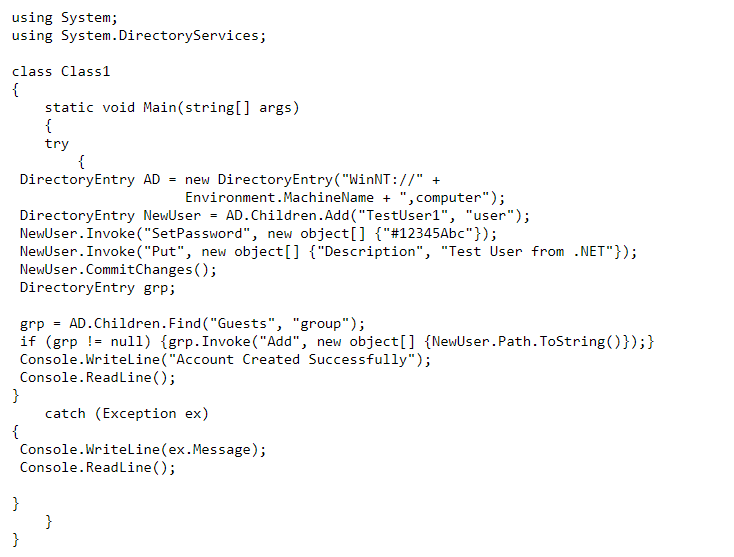 using System;
using System.DirectoryServices;

class Class1
{
    static void Main(string[] args)
    {
    try
        {
 DirectoryEntry AD = new DirectoryEntry("WinNT://" +
                     Environment.MachineName + ",computer");
 DirectoryEntry NewUser = AD.Children.Add("TestUser1", "user");
 NewUser.Invoke("SetPassword", new object[] {"#12345Abc"});
 NewUser.Invoke("Put", new object[] {"Description", "Test User from .NET"});
 NewUser.CommitChanges();
 DirectoryEntry grp;

 grp = AD.Children.Find("Guests", "group");
 if (grp != null) {grp.Invoke("Add", new object[] {NewUser.Path.ToString()});}
 Console.WriteLine("Account Created Successfully");
 Console.ReadLine();
}
    catch (Exception ex)
{
 Console.WriteLine(ex.Message);
 Console.ReadLine();

}
    }
}